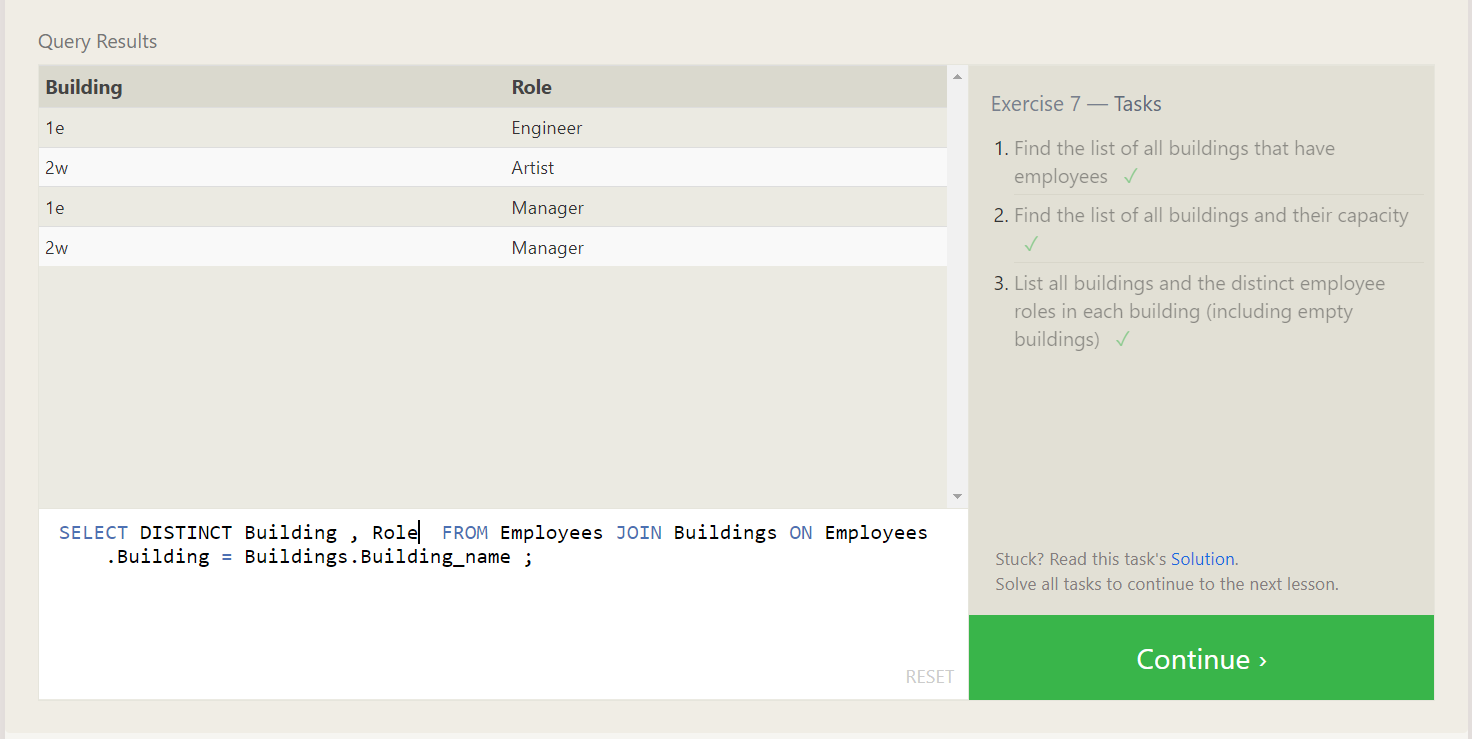 Query Results
Building Role
1e Engineer
2w Artist
1e Manager
2w Manager
SELECT DISTINCT Building , Role  FROM Employees JOIN Buildings ON Employees
.Building = Buildings.Building_name ;
RESET
Exercise 7 — Tasks
1. Find the list of all buildings that have
employees ✓
2. Find the list of all buildings and their capacity
✓
3. List all buildings and the distinct employee
roles in each building (including empty
buildings) ✓
Stuck? Read this task's Solution.
Solve all tasks to continue to the next lesson.
Continue ›